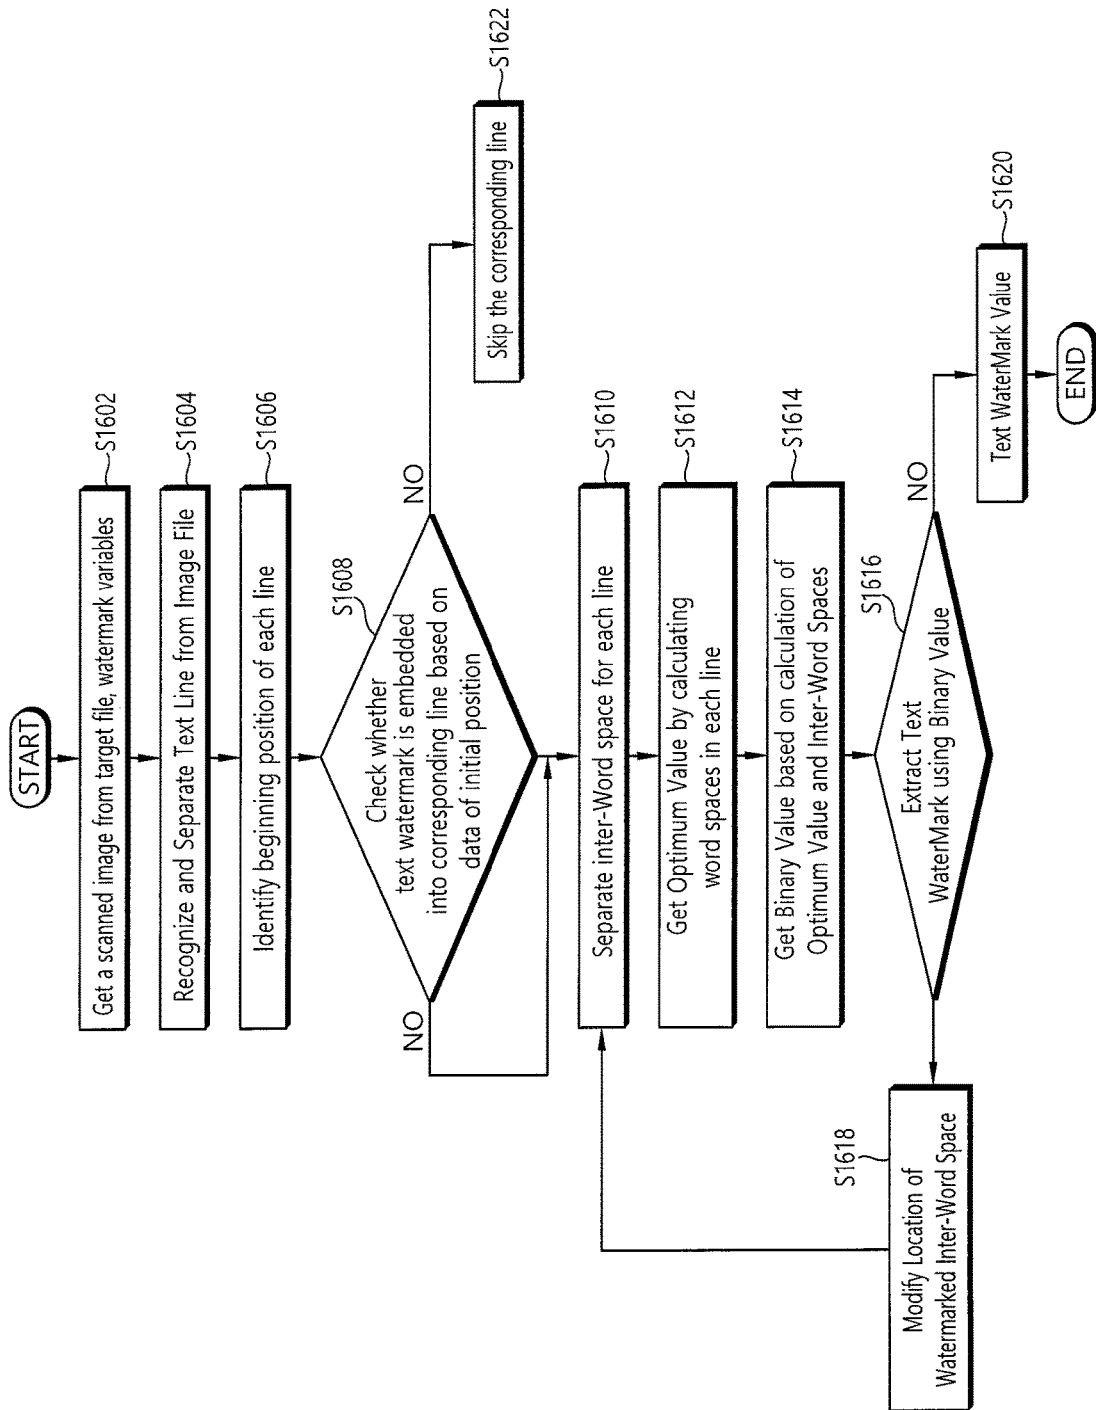 START
Get a scanned image from target file, watermark variables
S1602
Recognize and Separate Text Line from Image File
S1604
Identify beginning position of each line
S1606
Check whether
text watermark is embedded
into corresponding line based on
data of initial position
S1608
NO
NO
Skip the corresponding line
S1622
Separate inter-Word space for each line
S1610
Get Optimum Value by calculating
word spaces in each line
S1612
Get Binary Value based on calculation of
Optimum Value and Inter-Word Spaces
S1614
Extract Text
WaterMark using Binary Value
S1616
NO
Modify Location of
Watermarked Inter-Word Space
S1618
Text WaterMark Value
S1620
END